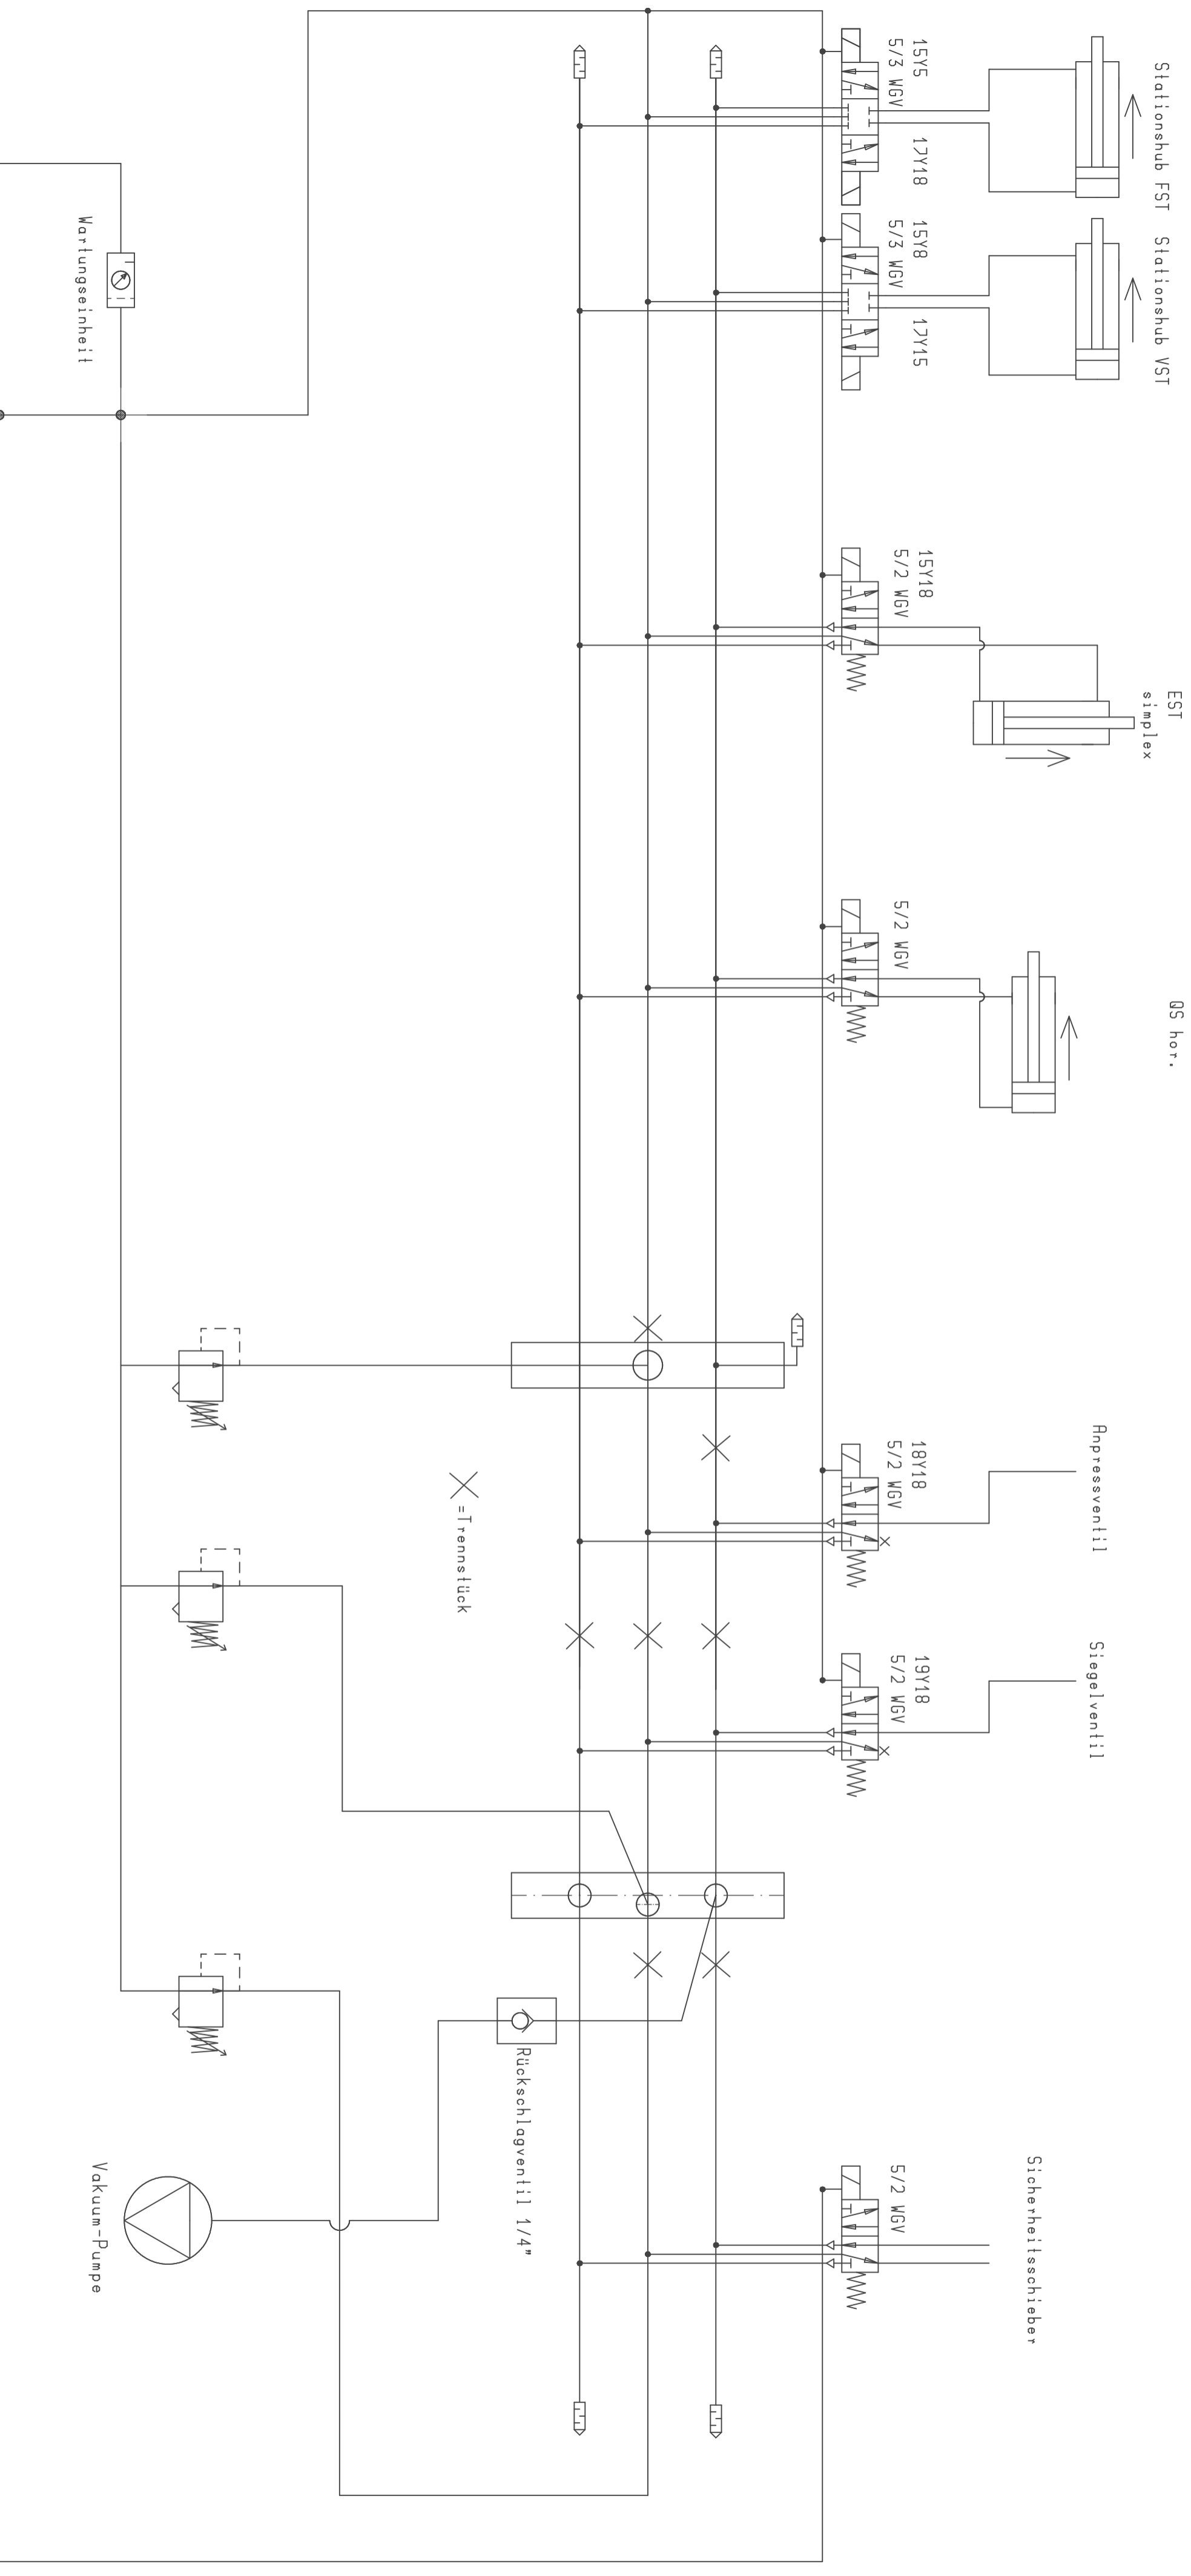 Stationshub FST
Stationshub VST
EST
simplex
QS hor.
Anpressventil
Siegelventil
Sicherheitsschieber
15Y5
5/3 WGV
17Y18
15Y8
5/3 WGV
17Y15
15Y18
5/2 WGV
5/2 WGV
18Y18
5/2 WGV
19Y18
5/2 WGV
5/2 WGV
=Trennstück
Rückschlagventil 1/4"
Wartungseinheit
Vakuum-Pumpe